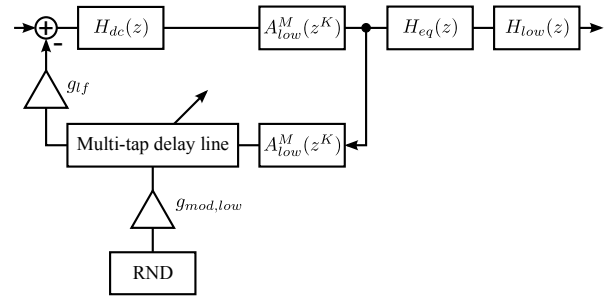 H_{dc}(z)
A^{M}_{low}(z^{K})
H_{eq}(z)
H_{low}(z)
-
g_{lf}
Multi-tap delay line
A^{M}_{low}(z^{K})
g_{mod,low}
RND